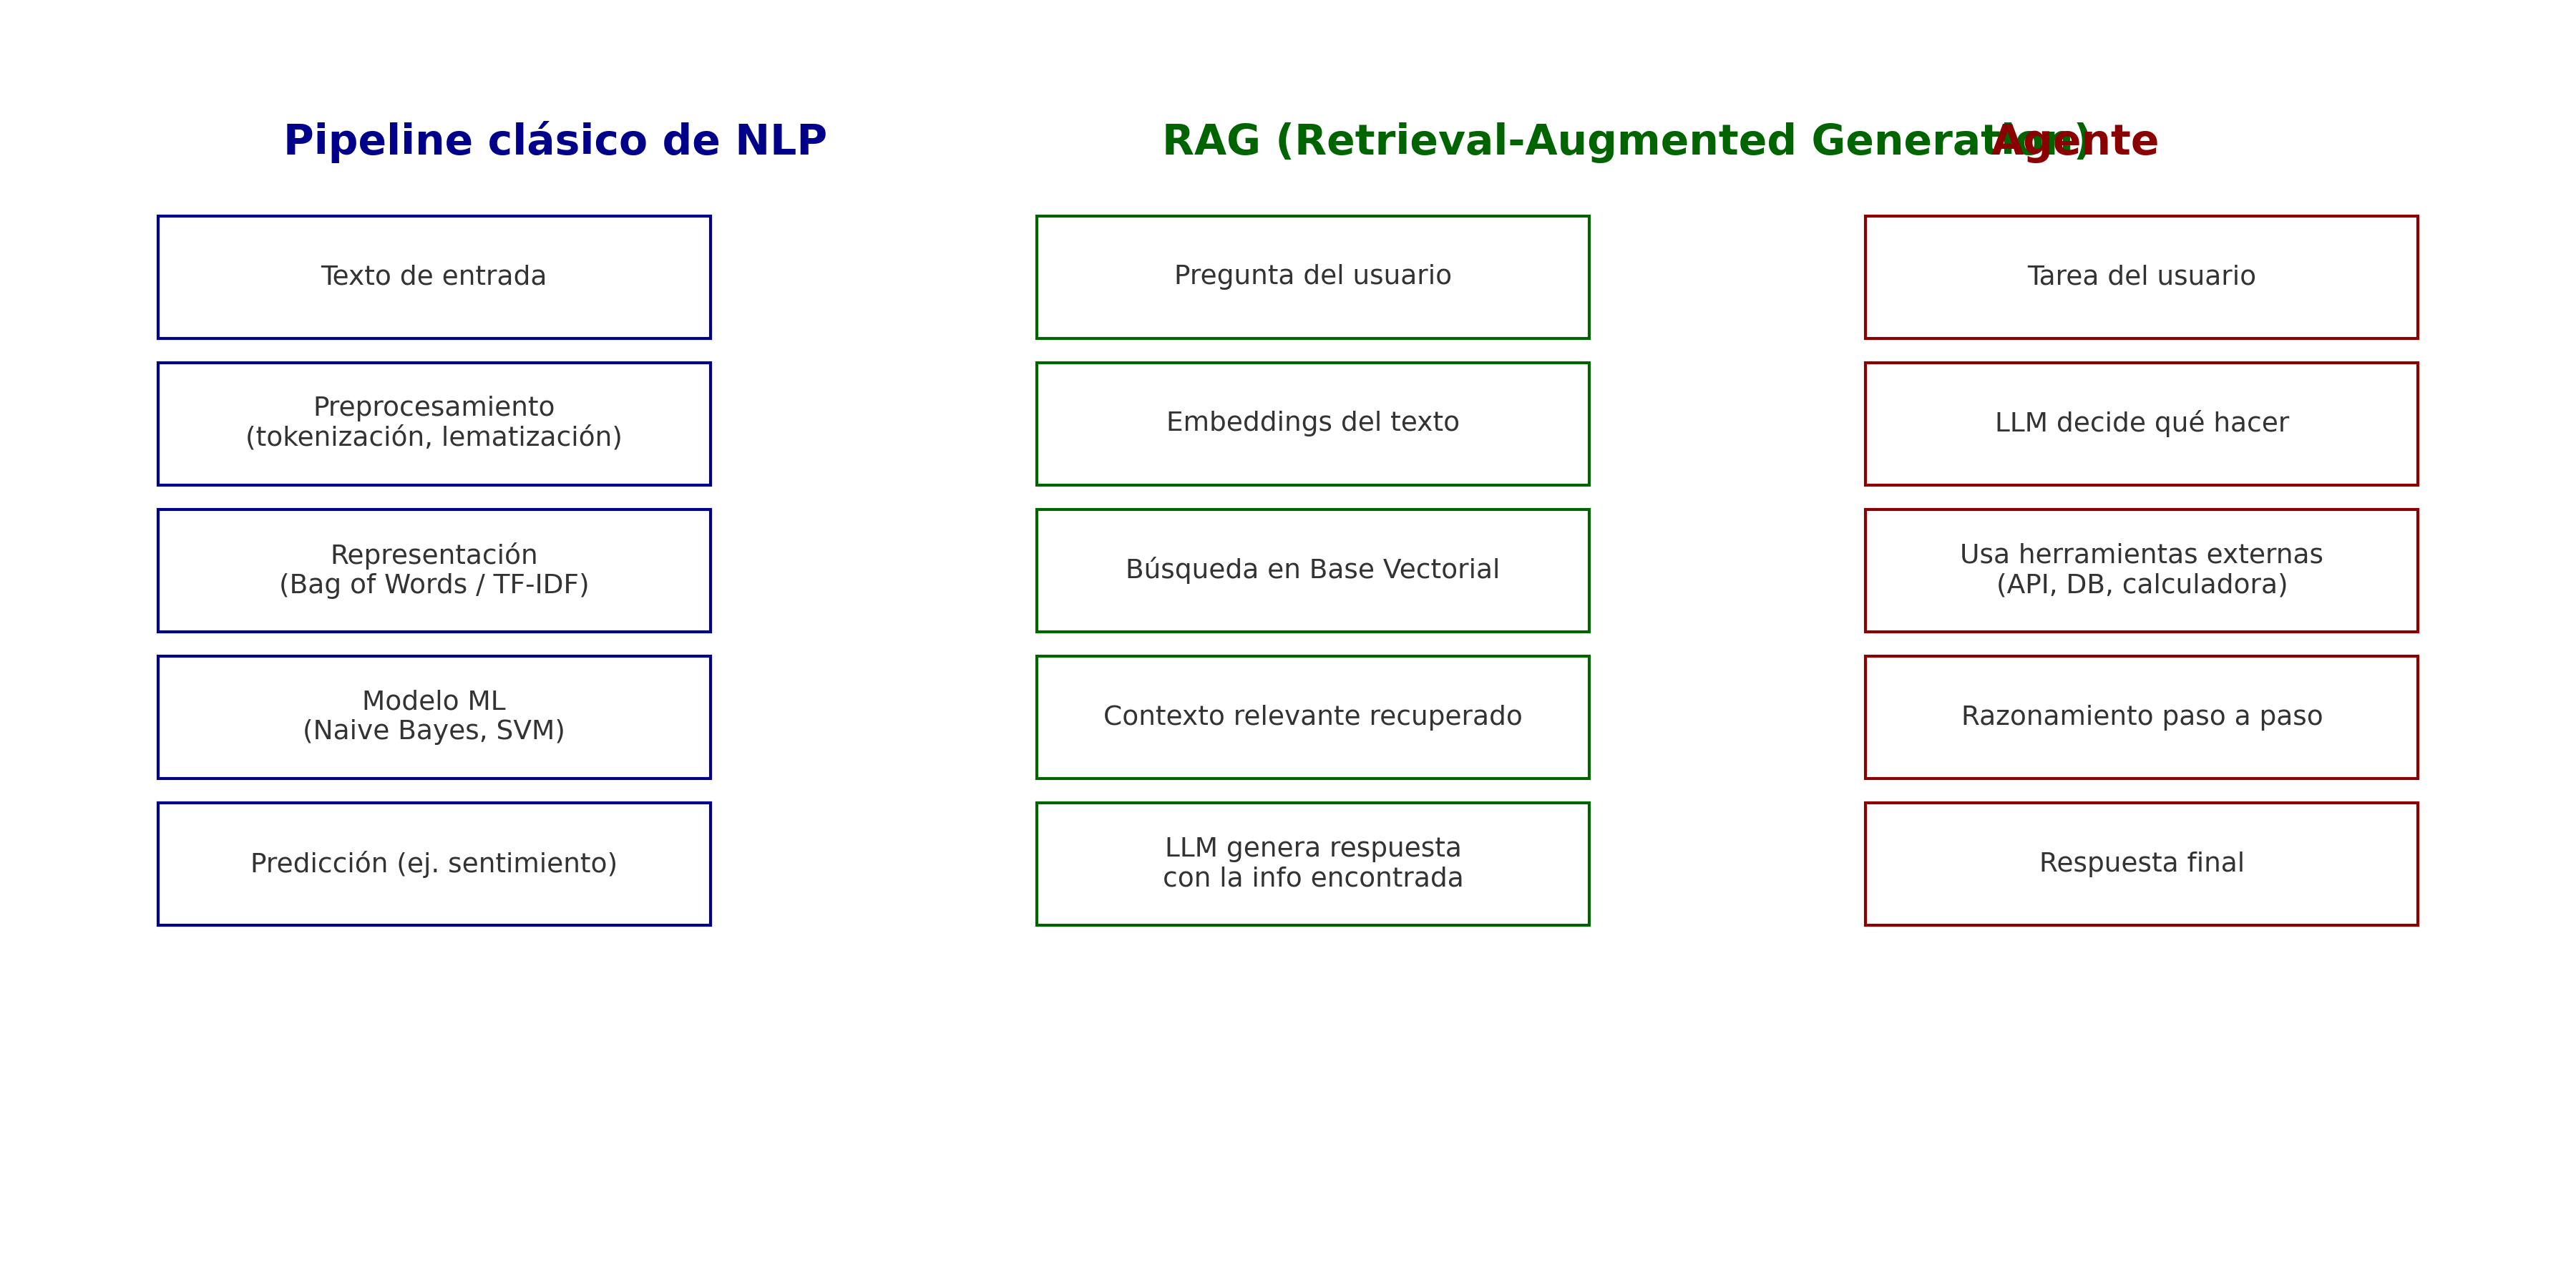 Pipeline clásico de NLP
Texto de entrada
Preprocesamiento
(tokenización, lematización)
Representación
(Bag of Words / TF-IDF)
Modelo ML
(Naive Bayes, SVM)
Predicción (ej. sentimiento)
RAG (Retrieval-Augmented Generation)
Pregunta del usuario
Embeddings del texto
Búsqueda en Base Vectorial
Contexto relevante recuperado
LLM genera respuesta
con la info encontrada
Agente
Tarea del usuario
LLM decide qué hacer
Usa herramientas externas
(API, DB, calculadora)
Razonamiento paso a paso
Respuesta final